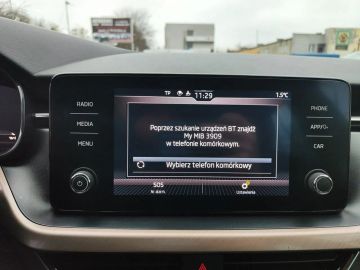 TP 11:29 1.5°C
RADIO
MEDIA
MENU
PHONE
APP/
CAR
Poprzez szukanie urządzeń BT znajdź
My MIB 3909
w telefonie komórkowym.
Wybierz telefon komórkowy
SOS
Ustawienia